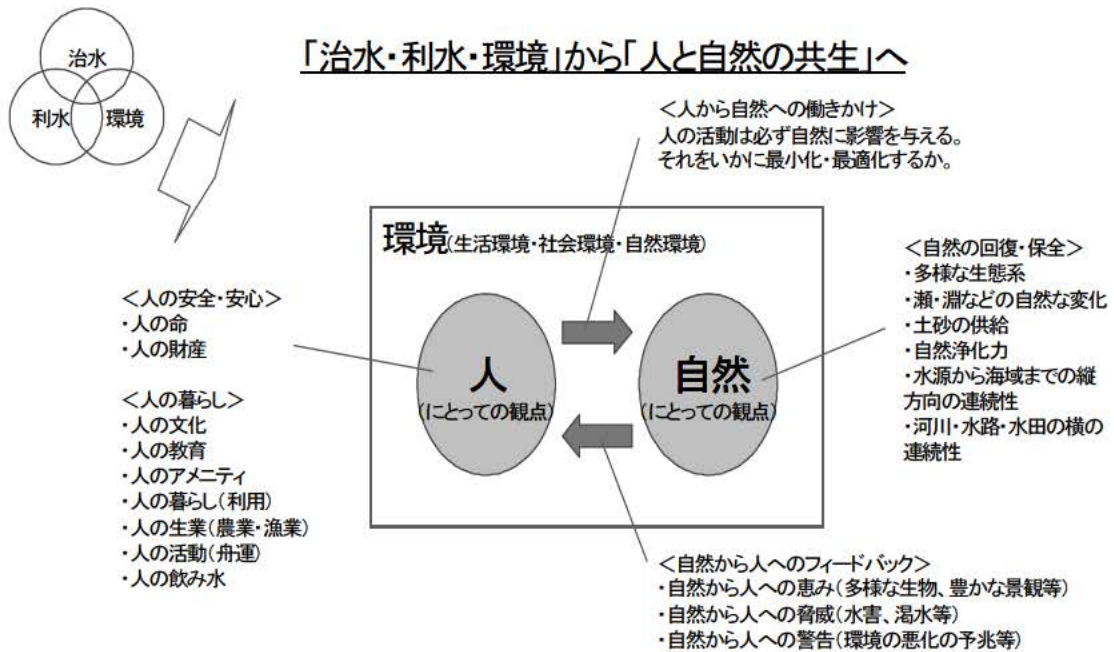 治水
利水
環境
「治水・利水・環境」から「人と自然の共生」へ
＜人から自然への働きかけ＞
人の活動は必ず自然に影響を与える。
それをいかに最小化・最適化するか。
環境(生活環境・社会環境・自然環境)
人
(にとっての観点)
自然
(にとっての観点)
＜人の安全・安心＞
・人の命
・人の財産
＜人の暮らし＞
・人の文化
・人の教育
・人のアメニティ
・人の暮らし(利用)
・人の生業(農業・漁業)
・人の活動(舟運)
・人の飲み水
＜自然の回復・保全＞
・多様な生態系
・瀬・淵などの自然な変化
・土砂の供給
・自然浄化力
・水源から海域までの縦
方向の連続性
・河川・水路・水田の横の
連続性
＜自然から人へのフィードバック＞
・自然から人への恵み(多様な生物、豊かな景観等)
・自然から人への脅威(水害、渇水等)
・自然から人への警告(環境の悪化の予兆等)